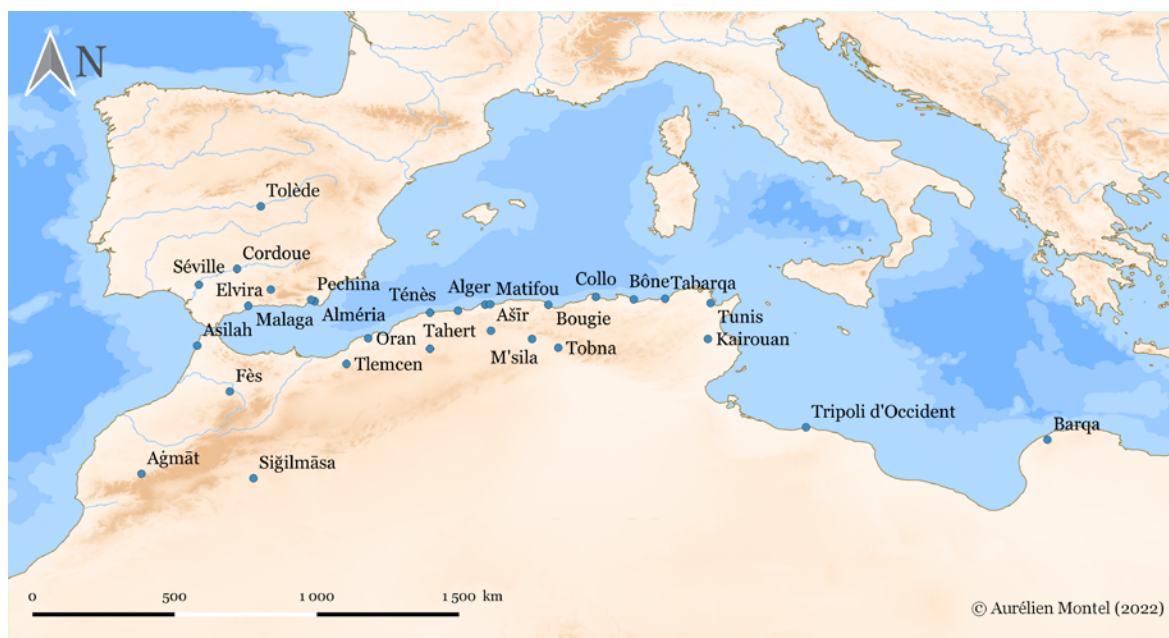 N
Tolède
Cordoue
Séville
Elvira
Pechina
Malaga
Alméria
Asilah
Ténès
Alger
Matifou
Collo
Bône
Tabarqa
Tahert
Ašīr
Bougie
Tunis
Oran
M'sila
Tobna
Kairouan
Tlemcen
Fès
Tripoli d'Occident
Barqa
Aġmāt
Siğilmāsa
0 500 1 000 1 500 km
© Aurélien Montel (2022)